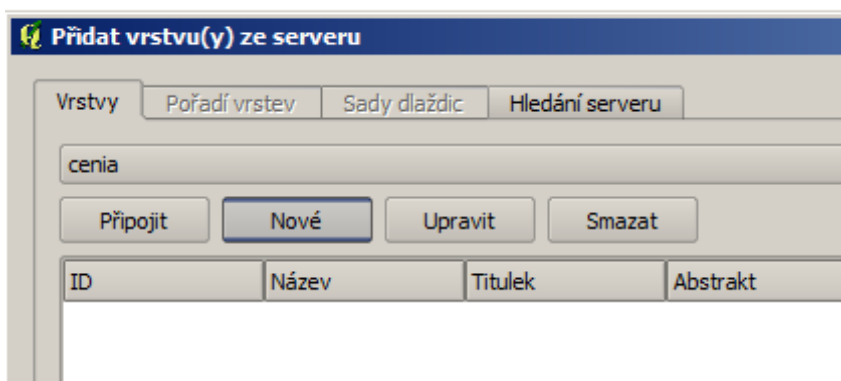 Přidat vrstvu(y) ze serveru
Vrstvy Pořadí vrstev Sady dlaždic Hledání serveru
cenia
Připojit Nové Upravit Smazat
ID Název Titulek Abstrakt